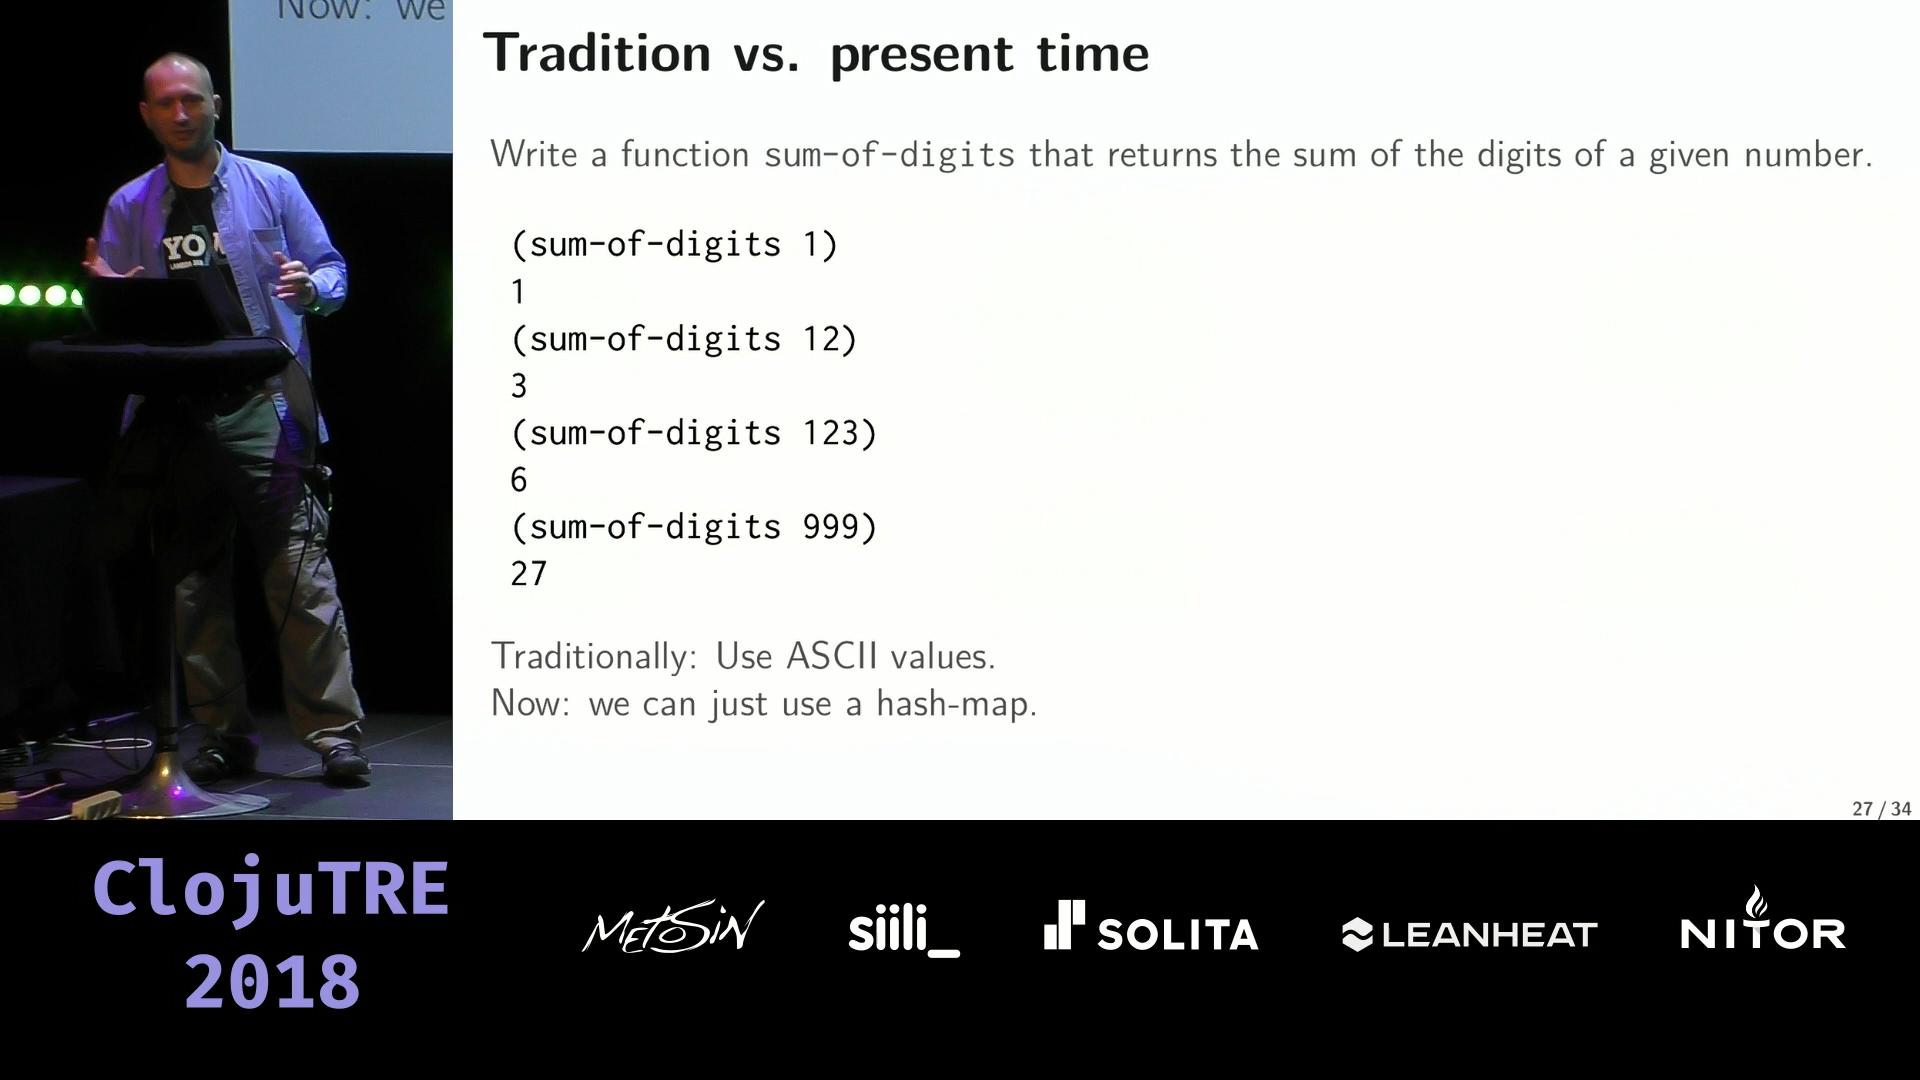 Now: we
YO
Tradition vs. present time
Write a function sum-of-digits that returns the sum of the digits of a given number.
(sum-of-digits 1)
1
(sum-of-digits 12)
3
(sum-of-digits 123)
6
(sum-of-digits 999)
27
Traditionally: Use ASCII values.
Now: we can just use a hash-map.
27 / 34
ClojuTRE
2018
METOSIN
siili_
SOLITA
LEANHEAT
NITOR